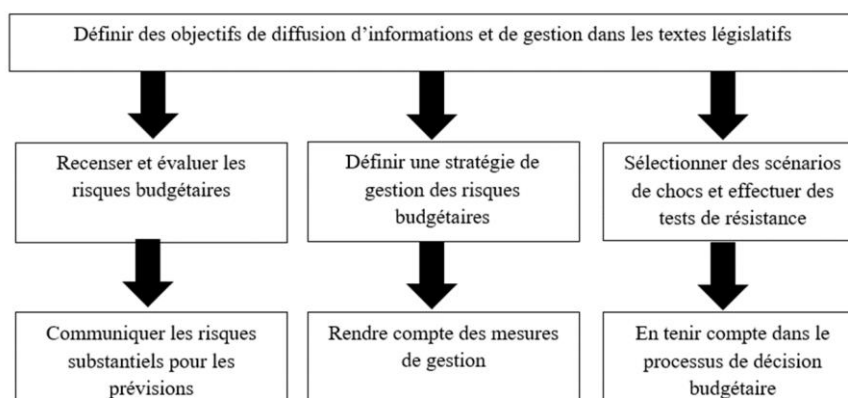 Définir des objectifs de diffusion d’informations et de gestion dans les textes législatifs
Recenser et évaluer les
risques budgétaires
Définir une stratégie de
gestion des risques
budgétaires
Sélectionner des scénarios
de chocs et effectuer des
tests de résistance
Communiquer les risques
substantiels pour les
prévisions
Rendre compte des mesures
de gestion
En tenir compte dans le
processus de décision
budgétaire